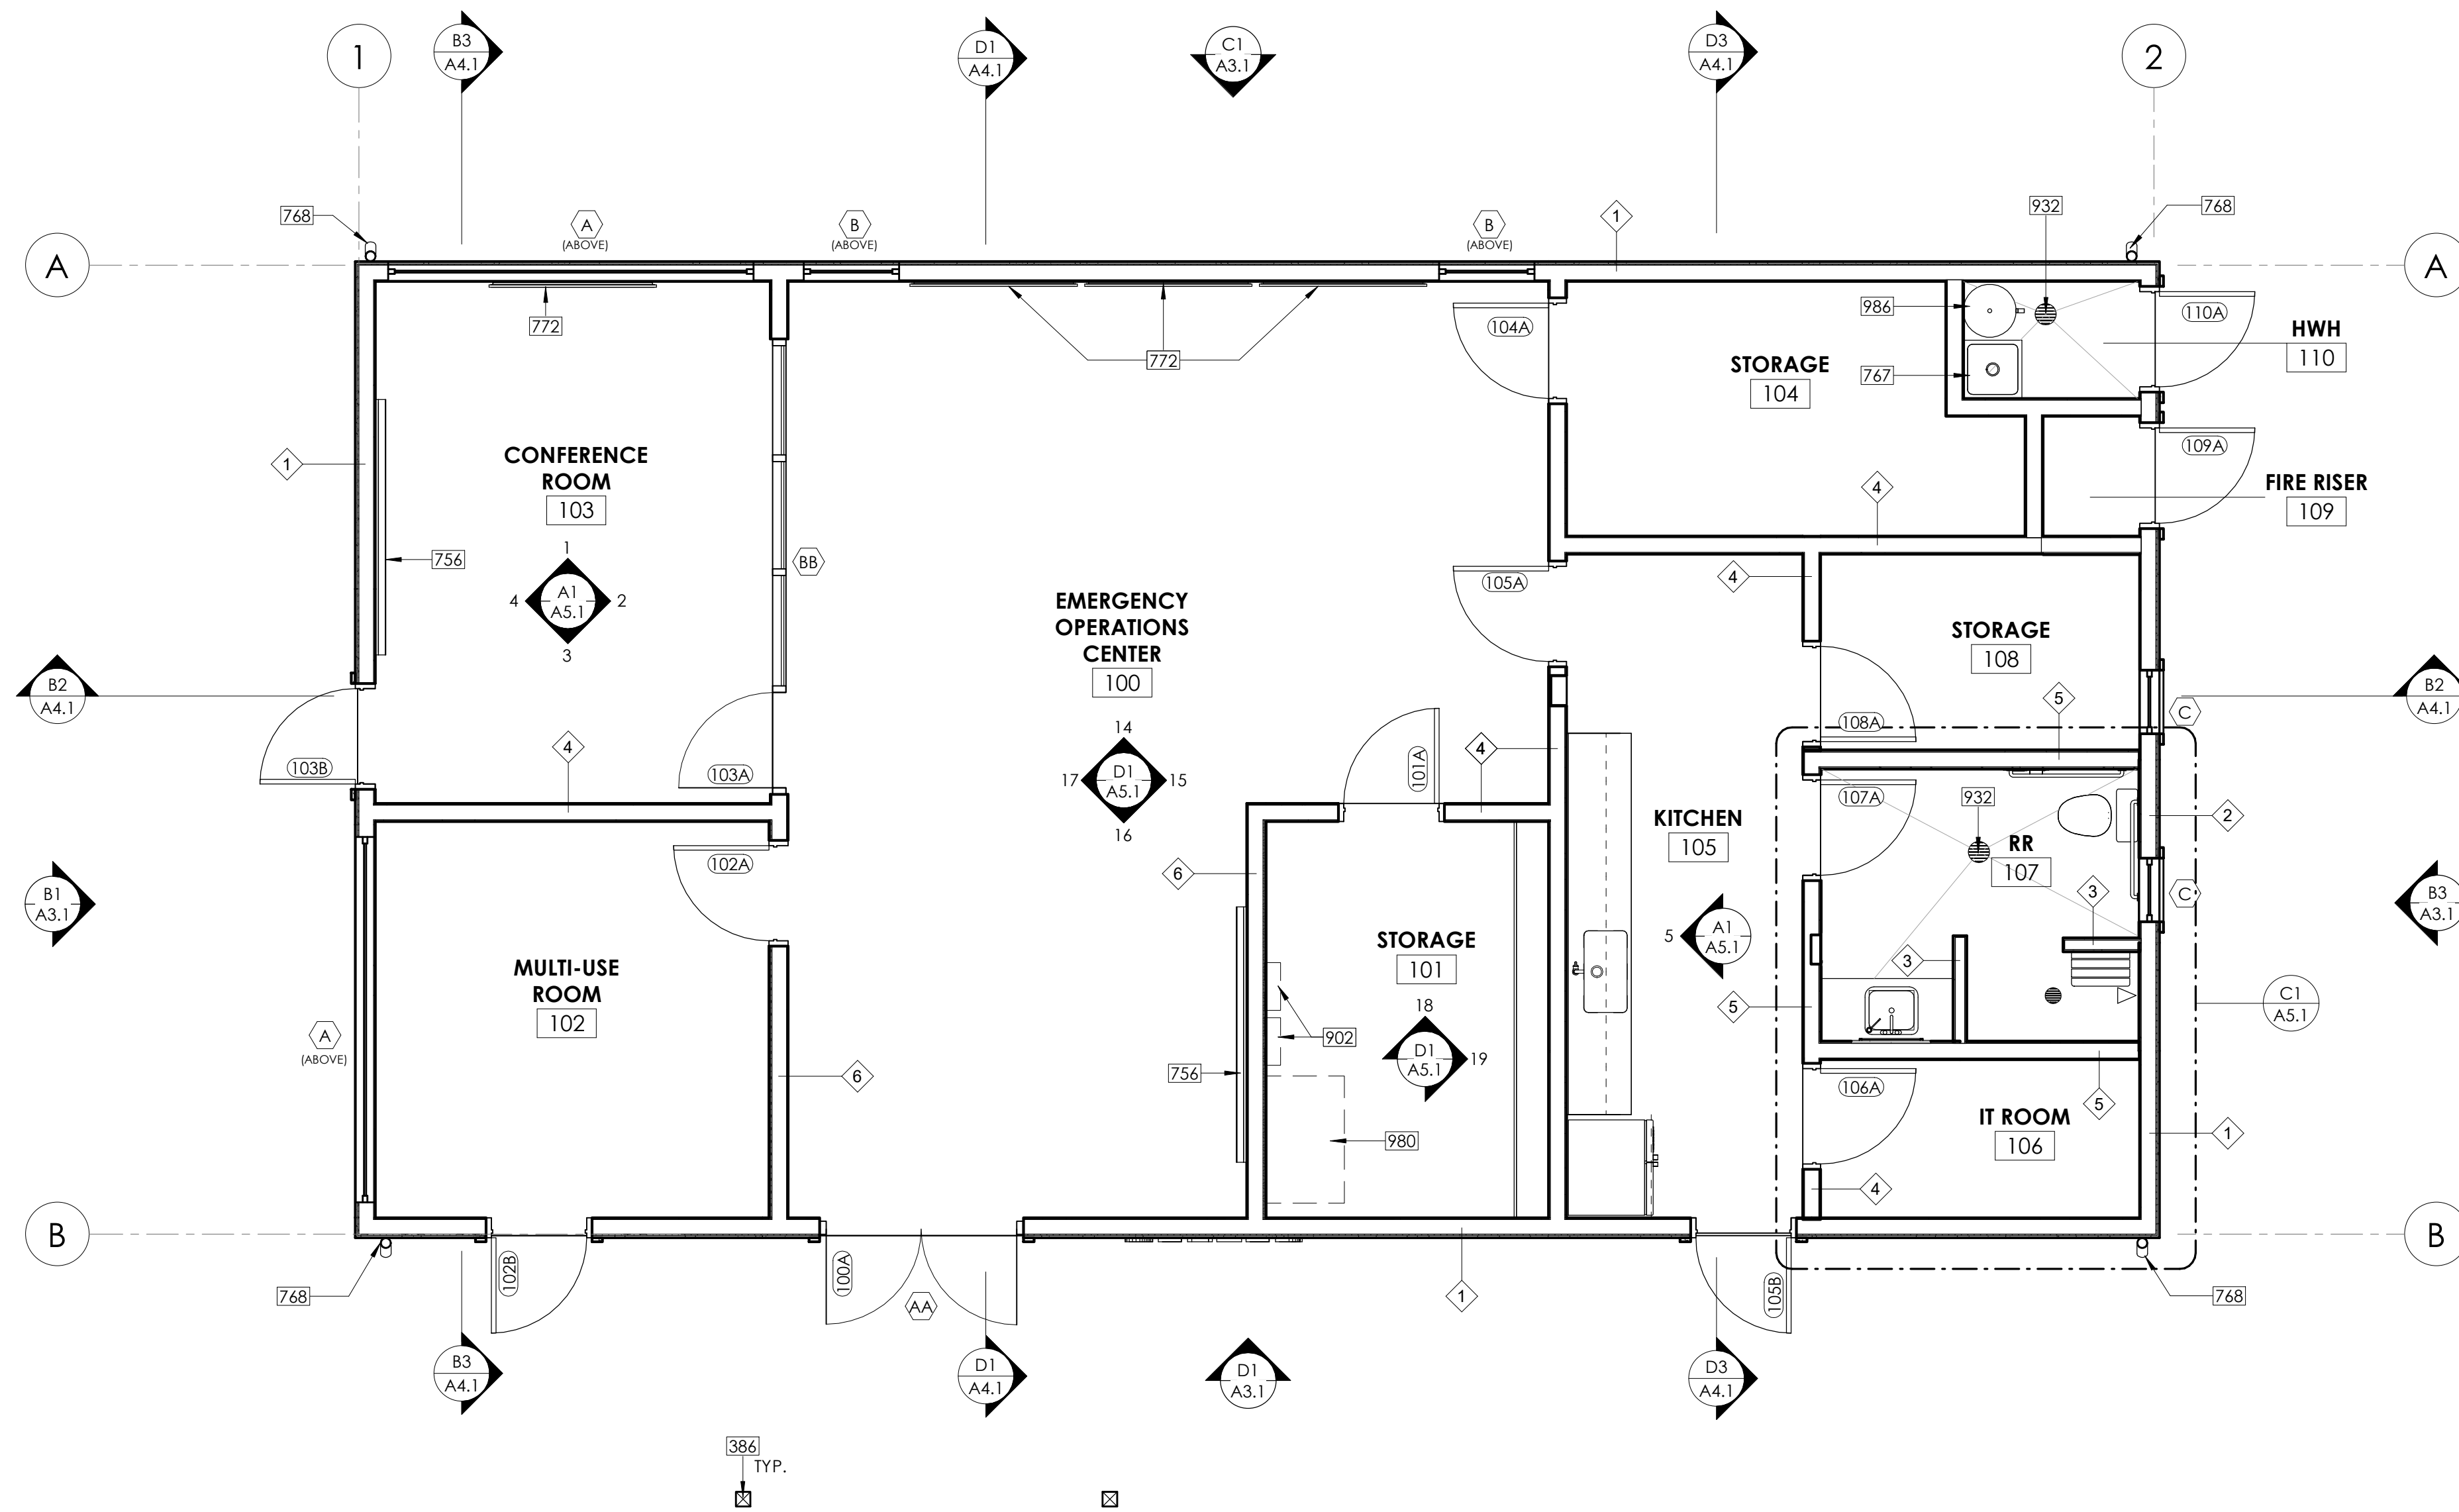 1
B3
A4.1
D1
A4.1
C1
A3.1
D3
A4.1
2
768
A
(ABOVE)
B
(ABOVE)
B
(ABOVE)
1
932
768
A
A
772
772
104A
986
767
STORAGE
104
110A
HWH
110
109A
FIRE RISER
109
1
CONFERENCE
ROOM
103
756
BB
1
4
A1
A5.1
2
3
4
4
105A
EMERGENCY
OPERATIONS
CENTER
100
STORAGE
108
B2
A4.1
B2
A4.1
5
C
108A
103B
4
103A
14
17
D1
A5.1
15
16
101A
4
107A
932
KITCHEN
105
RR
107
2
102A
6
3
C
B1
A3.1
B3
A3.1
5
A1
A5.1
STORAGE
101
3
MULTI-USE
ROOM
102
18
D1
A5.1
19
902
5
C1
A5.1
A
(ABOVE)
6
756
106A
5
IT ROOM
106
1
980
4
B
B
102B
100A
AA
1
105B
768
768
B3
A4.1
D1
A4.1
D1
A3.1
D3
A4.1
386
TYP.